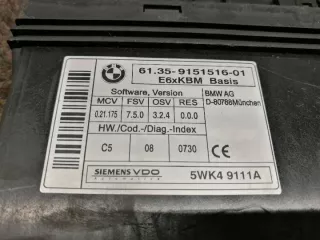 BMW
61.35-9151516-01
E6xKBM Basis
Software, Version
BMW AG
MCV FSV OSV RES
D-80788München
0.21.175 7.5.0 3.2.4 0.0.0
HW./Cod.-/Diag.-Index
C5 08 0730 CE
SIEMENS VDO
Automotive
5WK4 9111A